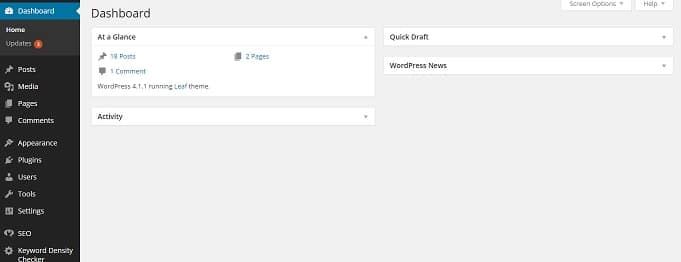 Dashboard
Home
Updates 3
Posts
Media
Pages
Comments
Appearance
Plugins
Users
Tools
Settings
SEO
Keyword Density
Checker
Screen Options
Help
Dashboard
At a Glance
18 Posts
2 Pages
1 Comment
WordPress 4.1.1 running Leaf theme.
Activity
Quick Draft
WordPress News